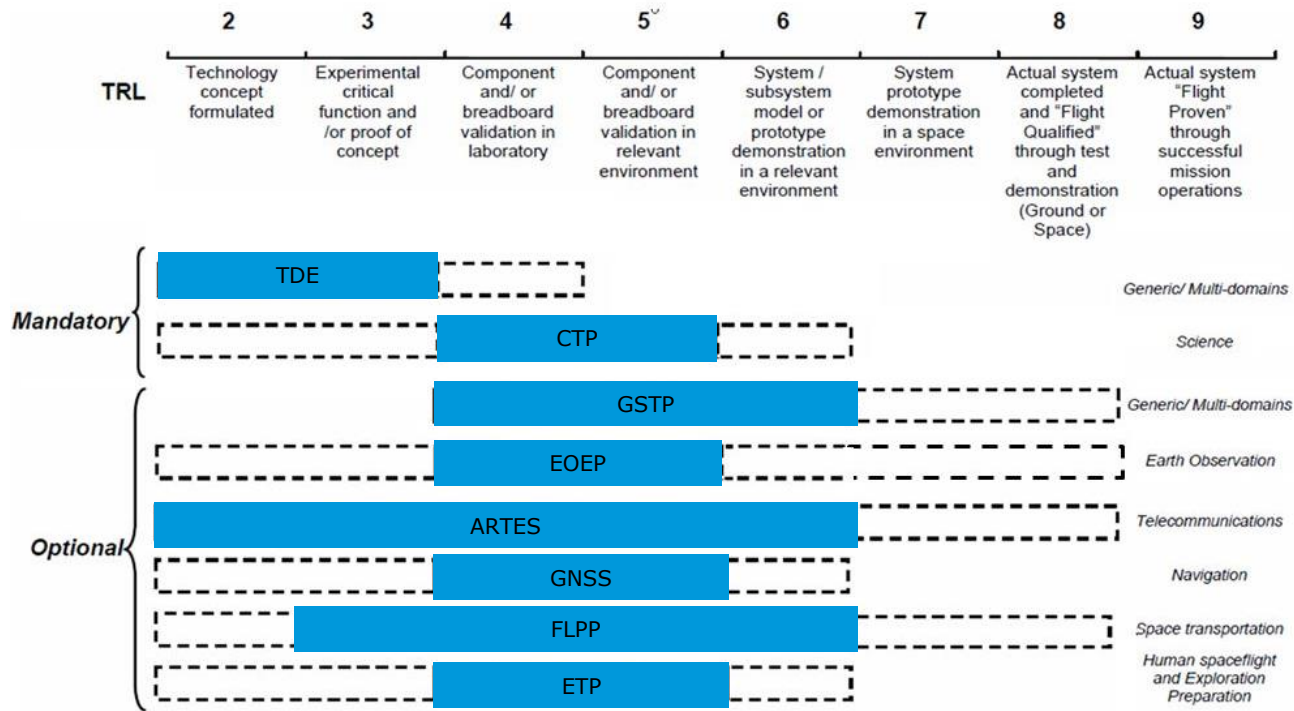 2 3 4 5 6 7 8 9
TRL
Technology
concept
formulated
Experimental
critical
function and
/or proof of
concept
Component
and/ or
breadboard
validation in
laboratory
Component
and/ or
breadboard
validation in
relevant
environment
System /
subsystem
model or
prototype
demonstration
in a relevant
environment
System
prototype
demonstration
in a space
environment
Actual system
completed
and "Flight
Qualified"
through test
and
demonstration
(Ground or
Space)
Actual system
"Flight
Proven"
through
successful
mission
operations
Mandatory
TDE
Generic/ Multi-domains
CTP
Science
Optional
GSTP
Generic/ Multi-domains
EOEP
Earth Observation
ARTES
Telecommunications
GNSS
Navigation
FLPP
Space transportation
ETP
Human spaceflight
and Exploration
Preparation